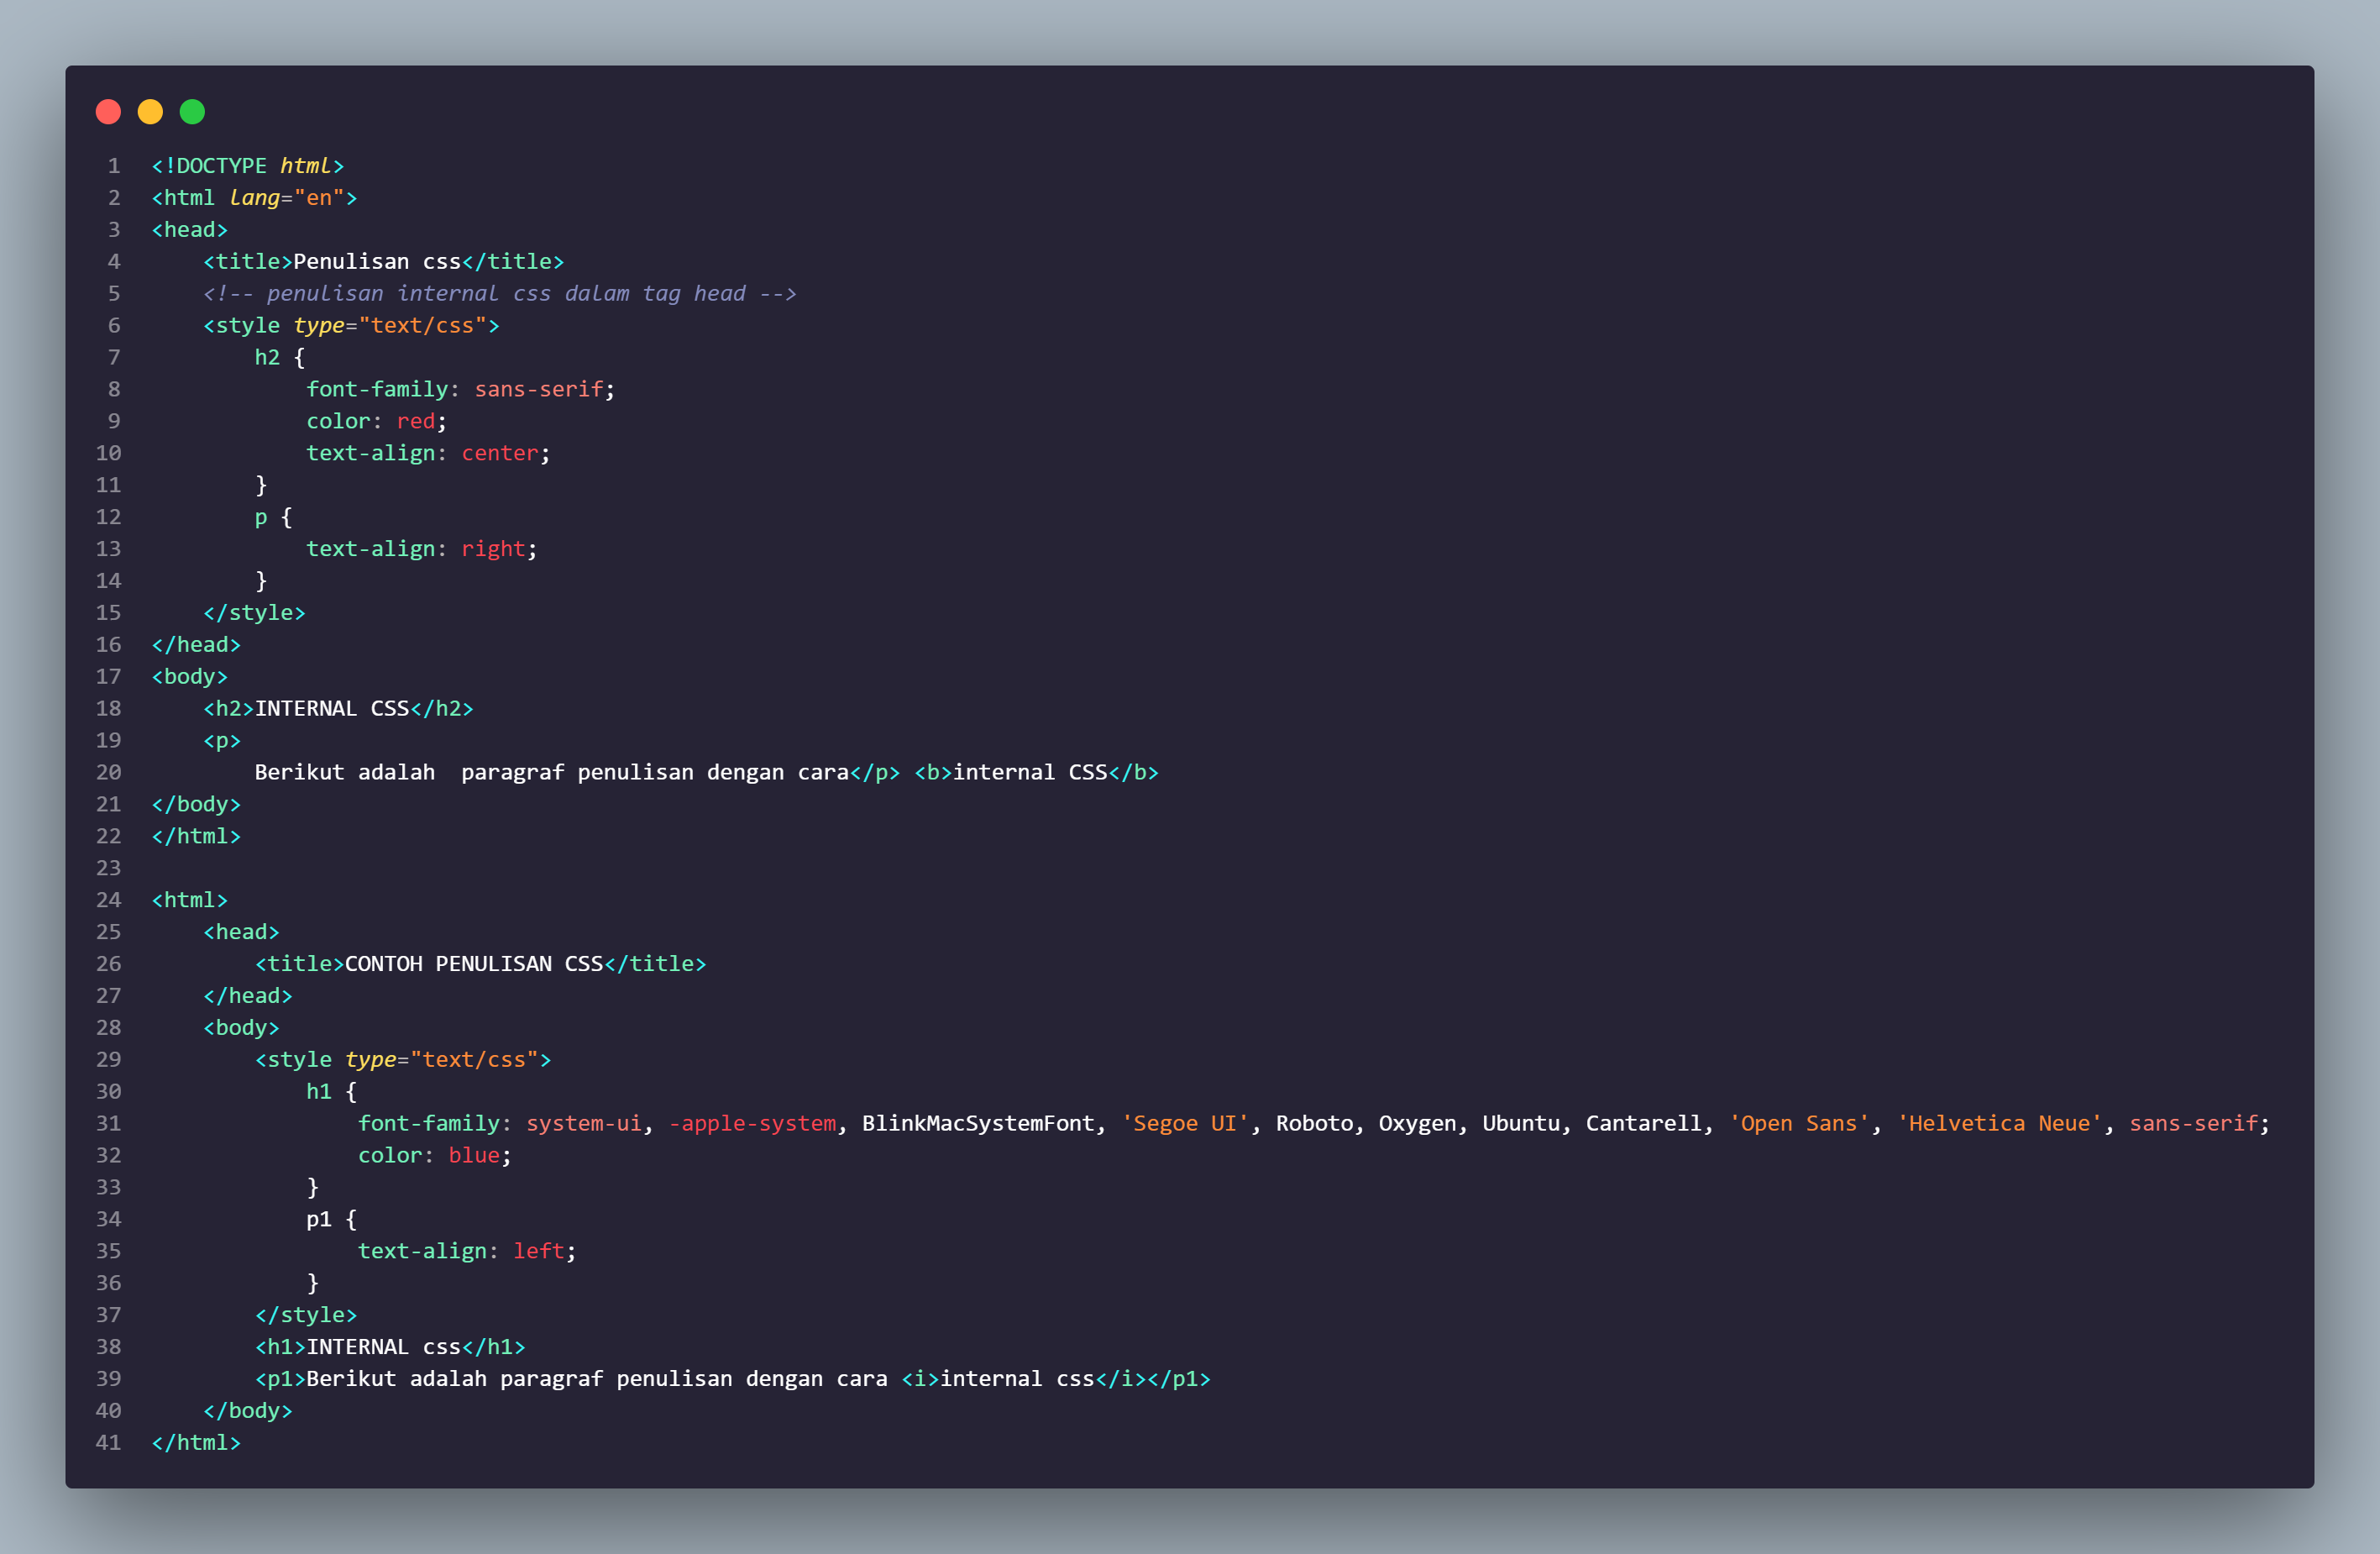 1 <!DOCTYPE html>
2 <html lang="en">
3 <head>
4     <title>Penulisan css</title>
5     <!-- penulisan internal css dalam tag head -->
6     <style type="text/css">
7         h2 {
8             font-family: sans-serif;
9             color: red;
10             text-align: center;
11         }
12         p {
13             text-align: right;
14         }
15     </style>
16 </head>
17 <body>
18     <h2>INTERNAL CSS</h2>
19     <p>
20         Berikut adalah  paragraf penulisan dengan cara</p> <b>internal CSS</b>
21 </body>
22 </html>
23
24 <html>
25     <head>
26         <title>CONTOH PENULISAN CSS</title>
27     </head>
28     <body>
29         <style type="text/css">
30             h1 {
31                 font-family: system-ui, -apple-system, BlinkMacSystemFont, 'Segoe UI', Roboto, Oxygen, Ubuntu, Cantarell, 'Open Sans', 'Helvetica Neue', sans-serif;
32                 color: blue;
33             }
34             p1 {
35                 text-align: left;
36             }
37         </style>
38         <h1>INTERNAL css</h1>
39         <p1>Berikut adalah paragraf penulisan dengan cara <i>internal css</i></p1>
40     </body>
41 </html>